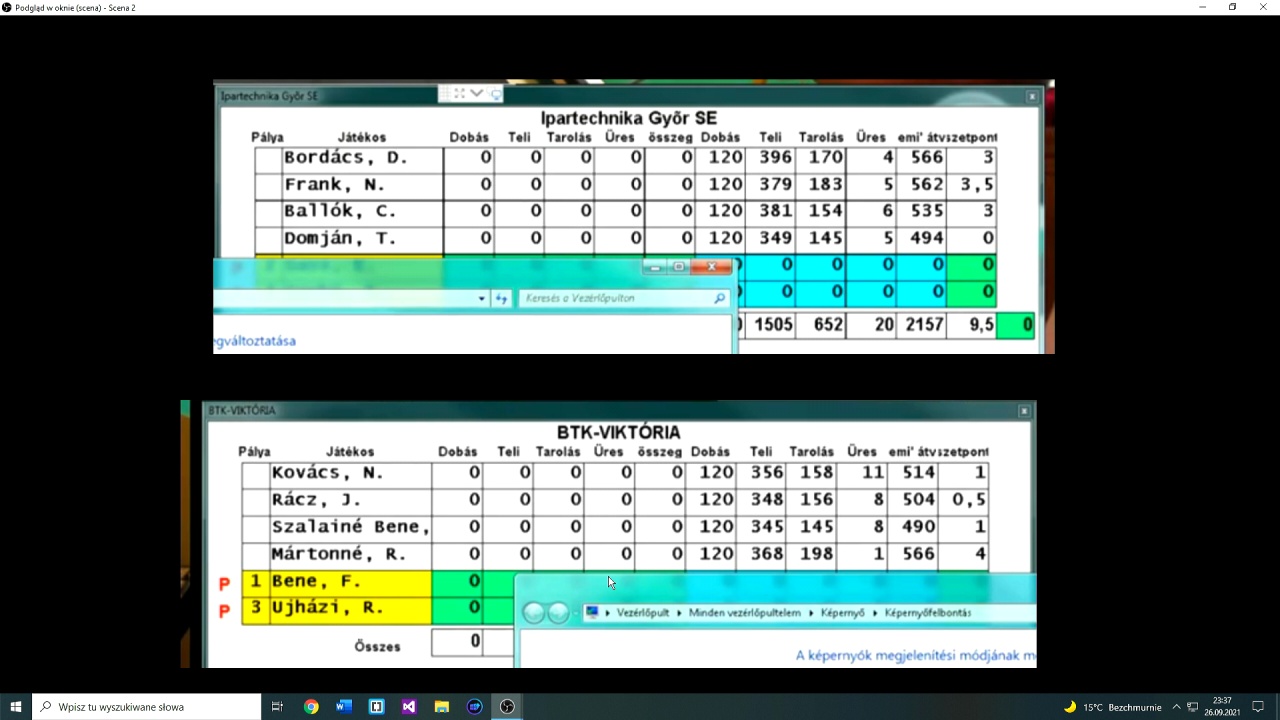 Podgląd w oknie (scena) - Scena 2
Ipartechnika Győr SE
Ipartechnika Győr SE
Pálya Játékos Dobás Teli Tarolás Üres összeg Dobás Teli Tarolás Üres emi' átv szetpont
Bordács, D. 0 0 0 0 0 120 396 170 4 566 3
Frank, N. 0 0 0 0 0 120 379 183 5 562 3,5
Ballók, C. 0 0 0 0 0 120 381 154 6 535 3
Domján, T. 0 0 0 0 0 120 349 145 5 494 0
0 0 0 0 0
0 0 0 0 0
Keresés a Vezérlőpulton
1505 652 20 2157 9,5 0
gváltoztatása
BTK-VIKTÓRIA
BTK-VIKTÓRIA
Pálya Játékos Dobás Teli Tarolás Üres összeg Dobás Teli Tarolás Üres emi' átv szetpont
Kovács, N. 0 0 0 0 0 120 356 158 11 514 1
Rácz, J. 0 0 0 0 0 120 348 156 8 504 0,5
Szalainé Bene, 0 0 0 0 0 120 345 145 8 490 1
Mártonné, R. 0 0 0 0 0 120 368 198 1 566 4
P 1 Bene, F. 0
P 3 Ujházi, R. 0
Vezérlőpult Minden vezérlőpultelem Képernyő Képernyőfelbontás
Összes 0
A képernyők megjelenítési módjának m
Wpisz tu wyszukiwane słowa
15°C Bezchmurnie
23:37
26.09.2021